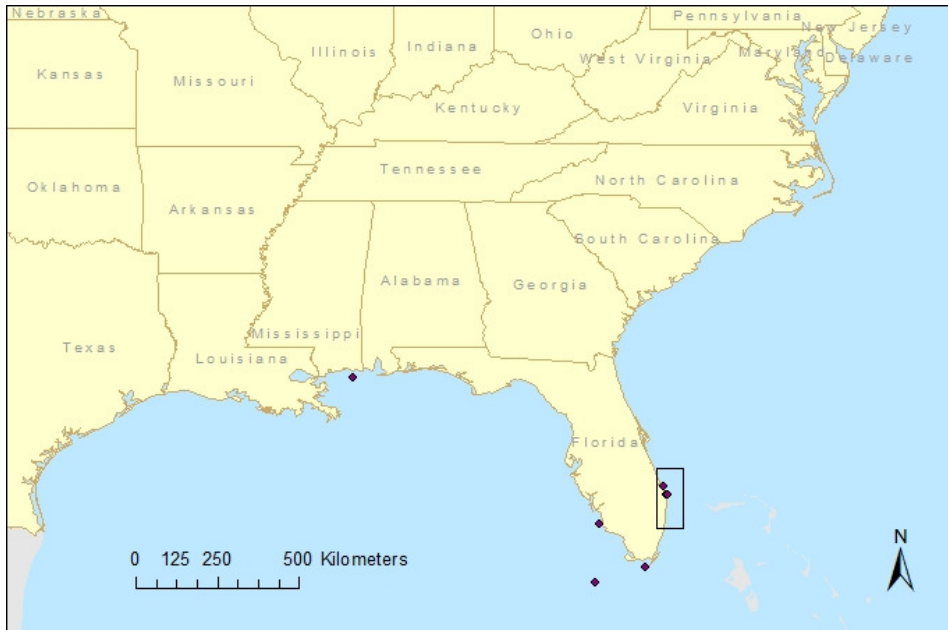 Nebraska
Pennsylvania
New Jersey
Ohio
Illinois
Indiana
Maryland
West Virginia
Delaware
Kansas
Missouri
Kentucky
Virginia
Tennessee
North Carolina
Oklahoma
Arkansas
South Carolina
Alabama
Georgia
Mississippi
Texas
Louisiana
Florida
N
0 125 250 500 Kilometers